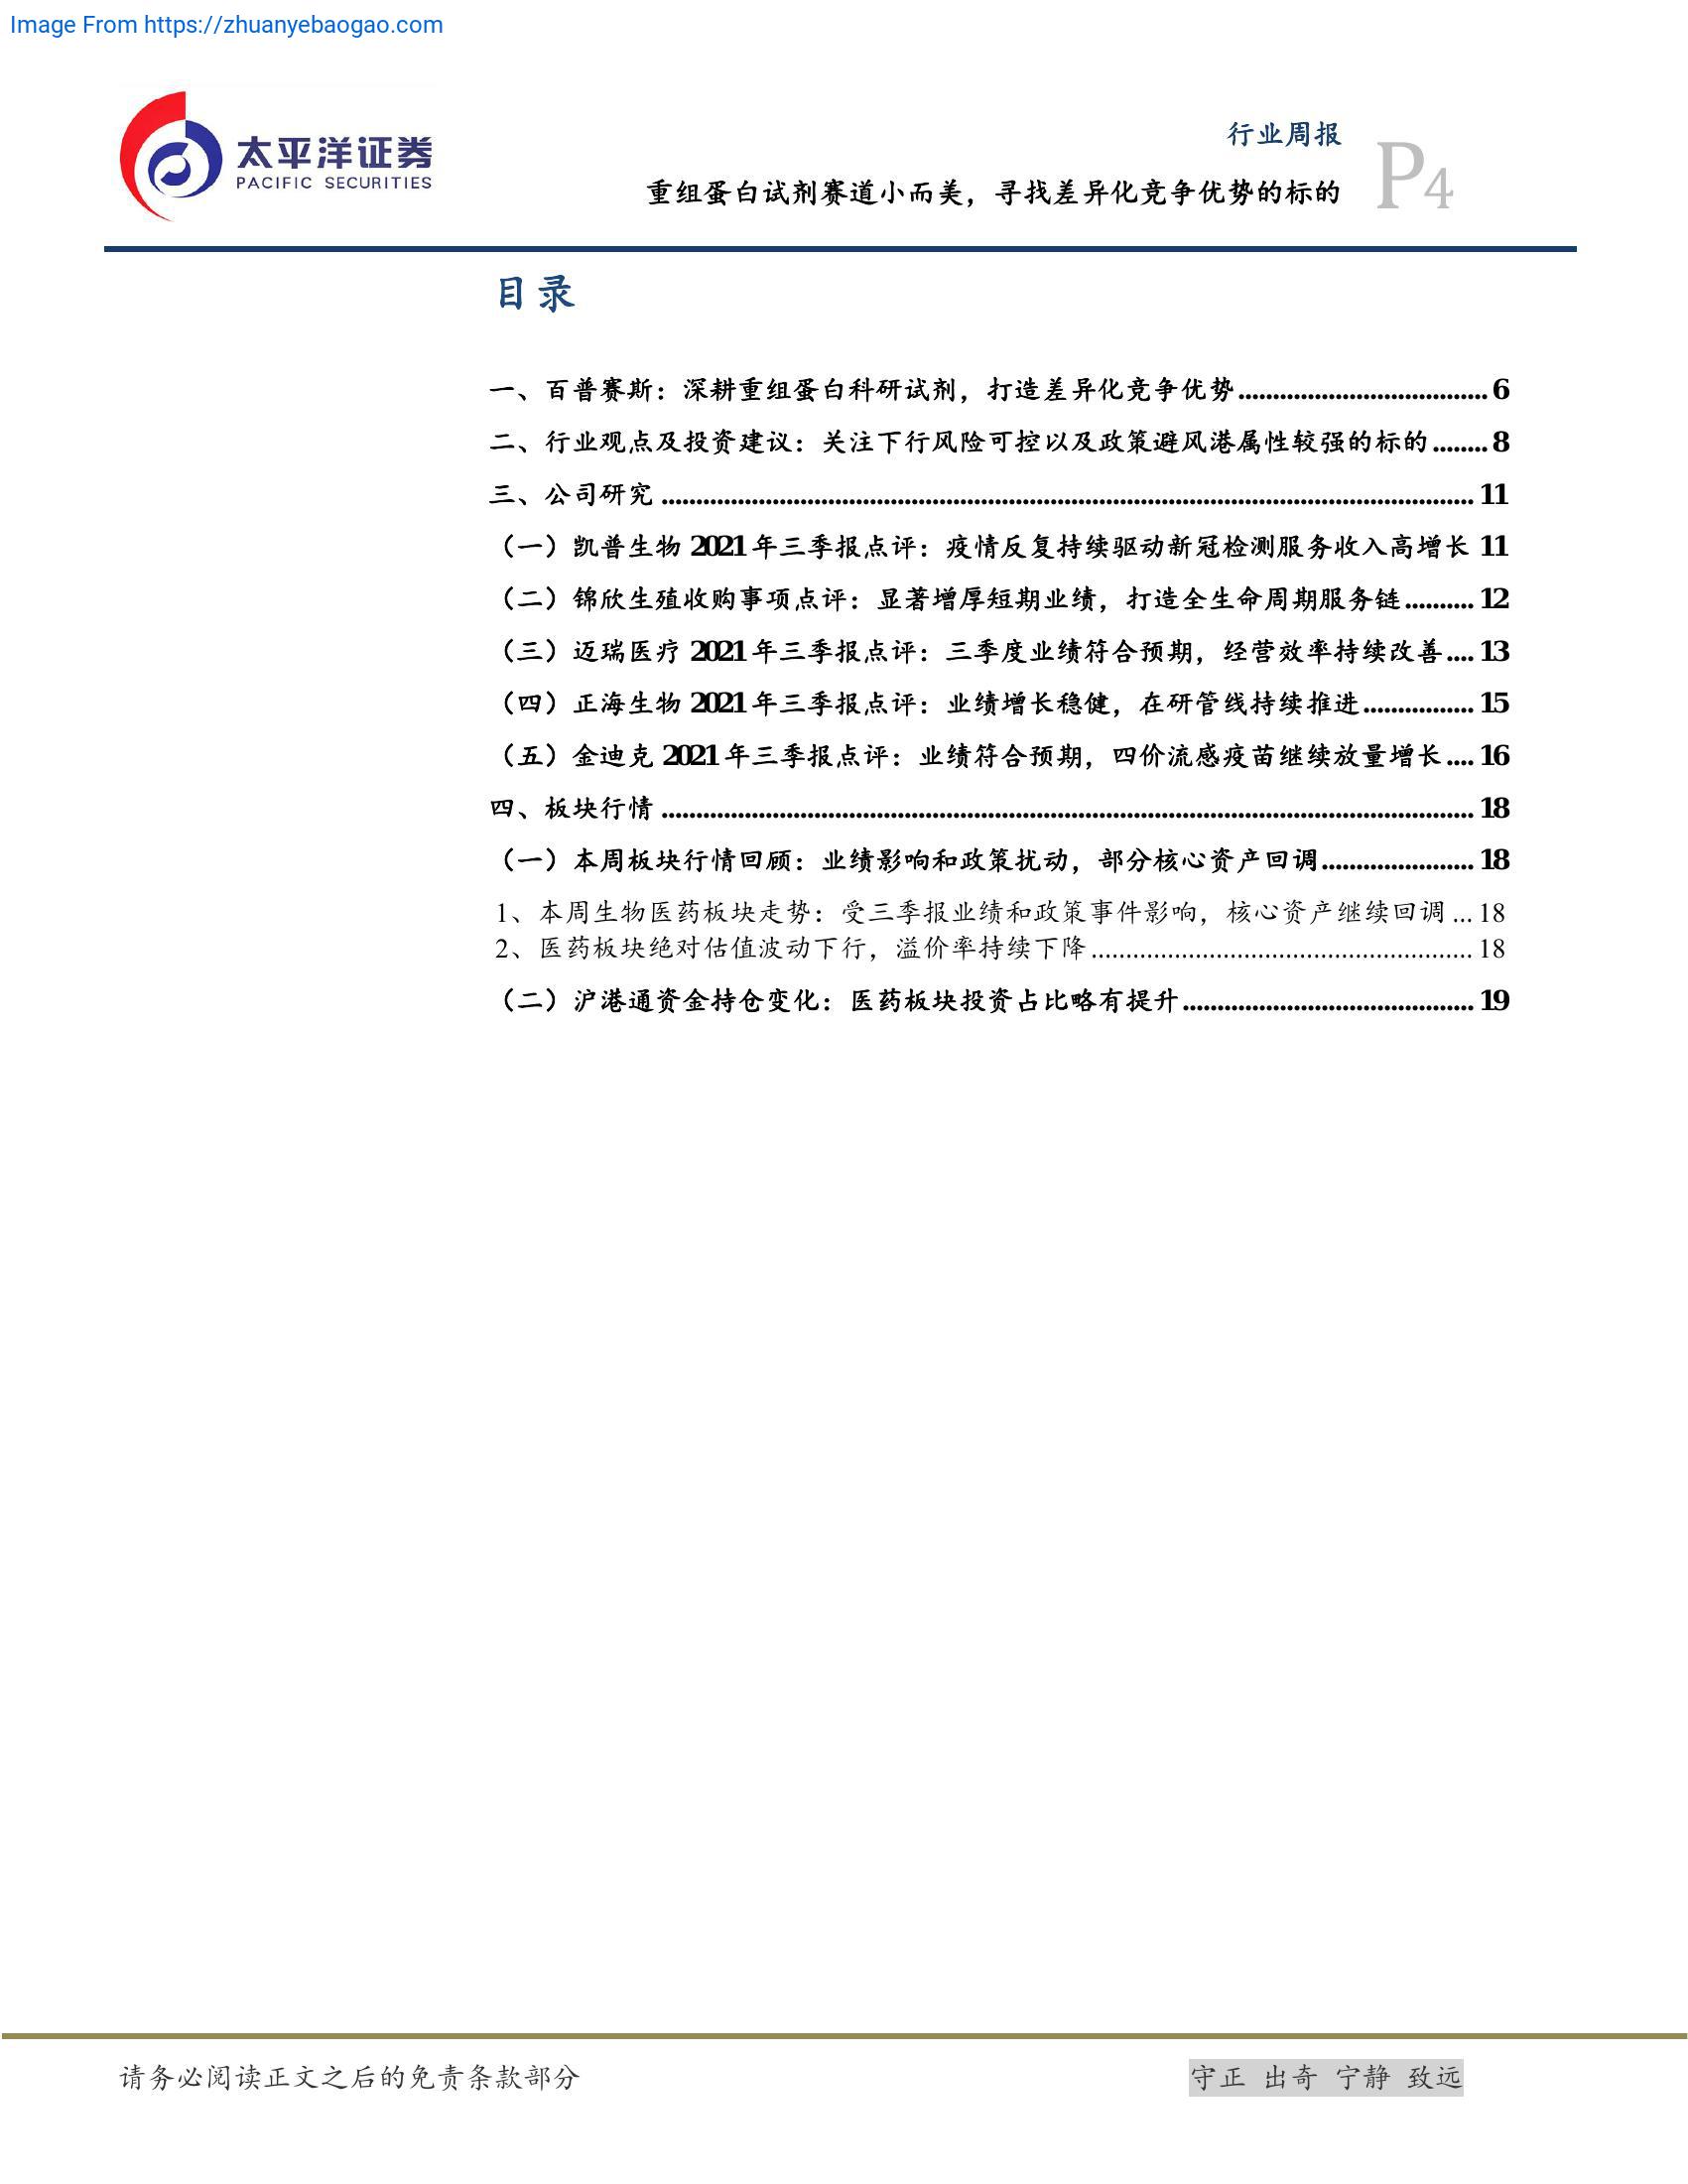 Image From https://zhuanyebaogao.com
太平洋证券
PACIFIC SECURITIES
行业周报
重组蛋白试剂赛道小而美，寻找差异化竞争优势的标的
P4
目录
一、百普赛斯：深耕重组蛋白科研试剂，打造差异化竞争优势.................................... 6
二、行业观点及投资建议：关注下行风险可控以及政策避风港属性较强的标的........ 8
三、公司研究 ..................................................................................................................... 11
（一）凯普生物 2021 年三季报点评：疫情反复持续驱动新冠检测服务收入高增长 11
（二）锦欣生殖收购事项点评：显著增厚短期业绩，打造全生命周期服务链.......... 12
（三）迈瑞医疗 2021 年三季报点评：三季度业绩符合预期，经营效率持续改善.... 13
（四）正海生物 2021 年三季报点评：业绩增长稳健，在研管线持续推进................ 15
（五）金迪克 2021 年三季报点评：业绩符合预期，四价流感疫苗继续放量增长.... 16
四、板块行情 ..................................................................................................................... 18
（一）本周板块行情回顾：业绩影响和政策扰动，部分核心资产回调...................... 18
1、本周生物医药板块走势：受三季报业绩和政策事件影响，核心资产继续回调 ... 18
2、医药板块绝对估值波动下行，溢价率持续下降 ....................................................... 18
（二）沪港通资金持仓变化：医药板块投资占比略有提升.......................................... 19
请务必阅读正文之后的免责条款部分
守正 出奇 宁静 致远